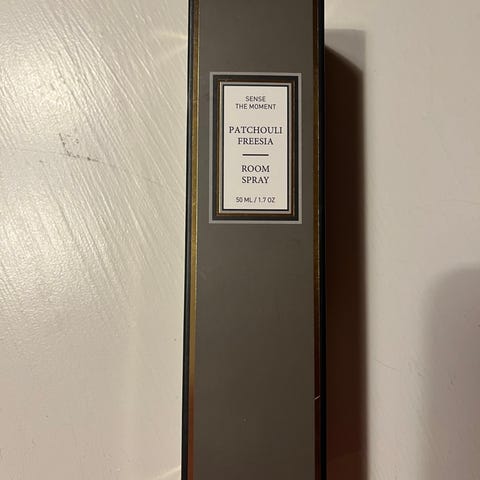 SENSE
THE MOMENT
PATCHOULI
FREESIA
ROOM
SPRAY
50 ML / 1.7 OZ